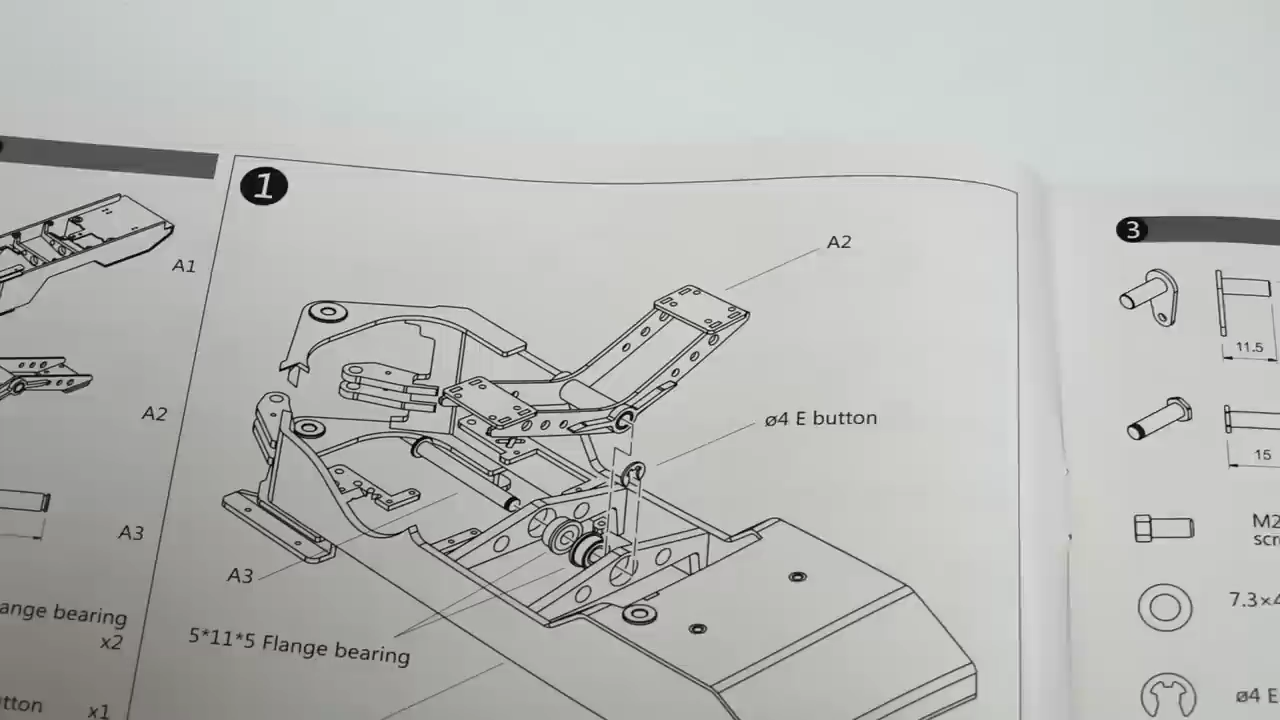 A1
A2
A3
ange bearing
x2
tton x1
1
A2
ø4 E button
A3
5*11*5 Flange bearing
3
11.5
15
M2
scr
7.3×4
ø4 E